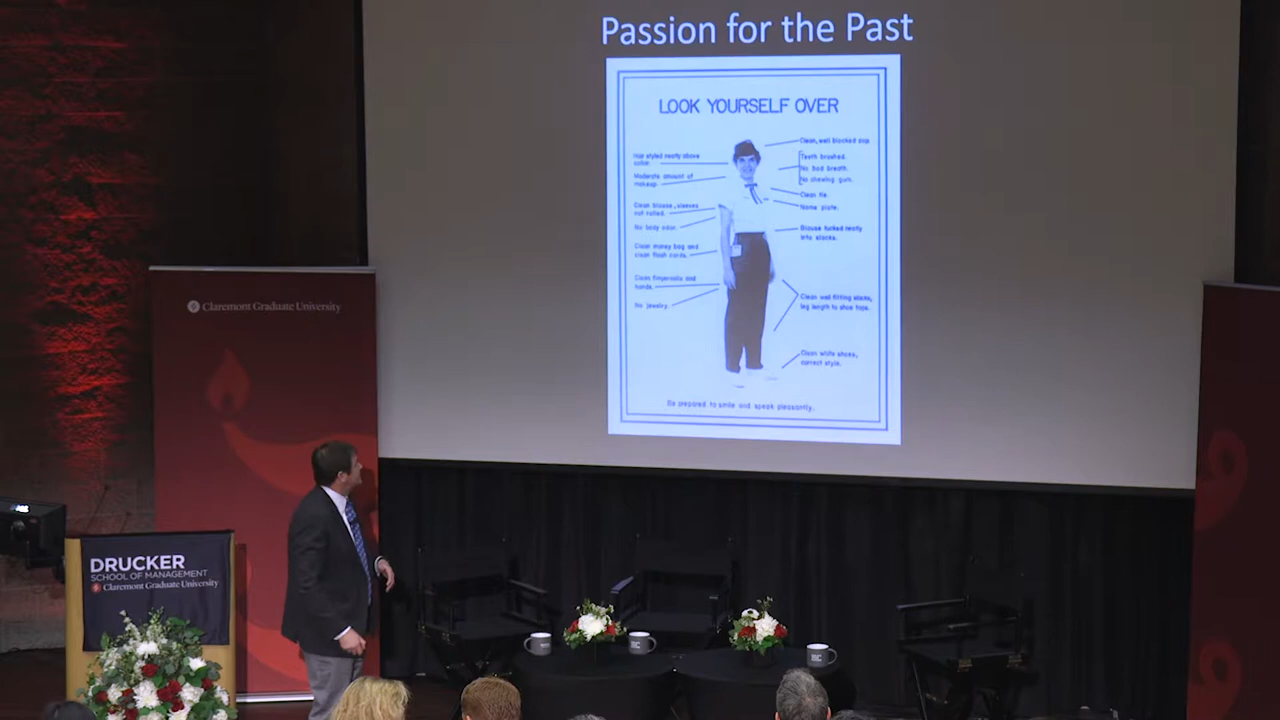 Passion for the Past
LOOK YOURSELF OVER
Hair styled neatly above
collar.
Moderate amount of
makeup.
Clean blouse, sleeves
not rolled.
No body odor.
Clean money bag and
clean flash cards.
Clean fingernails and
hands.
No jewelry.
Clean, well blocked cap.
Teeth brushed.
No bad breath.
No chewing gum.
Clean tie.
Name plate.
Blouse tucked neatly
into slacks.
Clean well fitting slacks,
leg length to shoe tops.
Clean white shoes,
correct style.
Be prepared to smile and speak pleasantly.
Claremont Graduate University
DRUCKER
SCHOOL OF MANAGEMENT
Claremont Graduate University